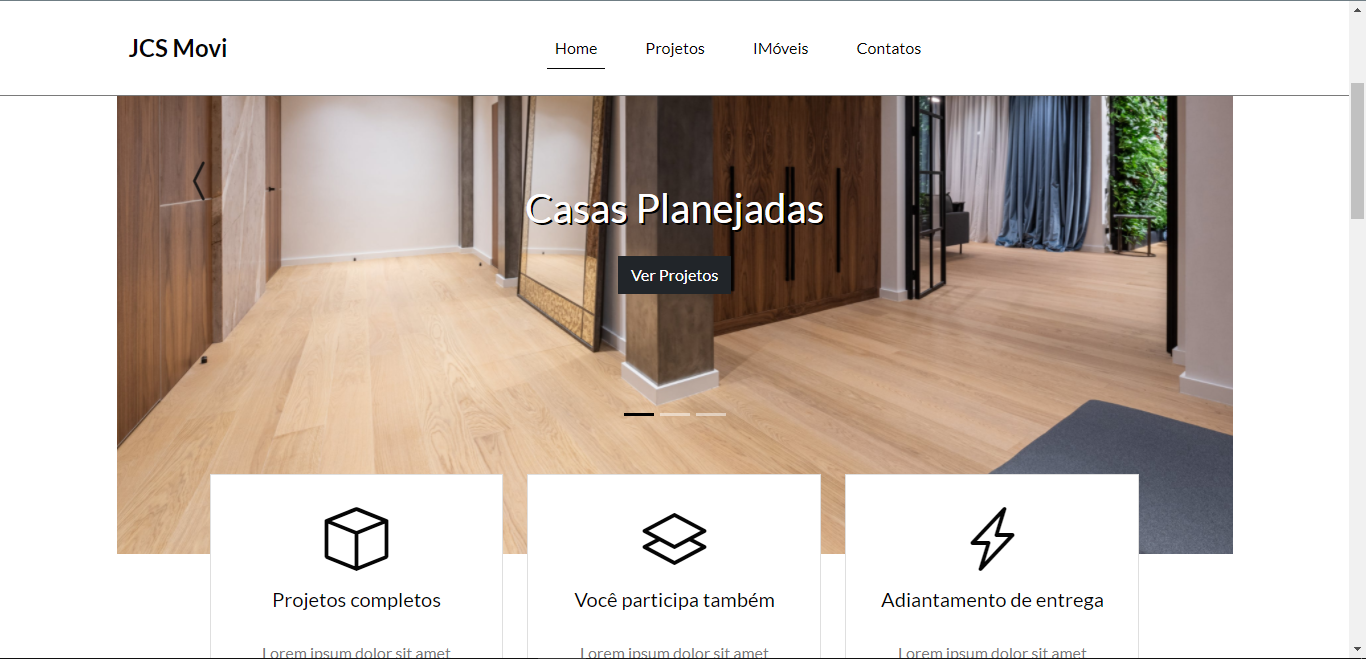 JCS Movi
Home Projetos IMóveis Contatos
Casas Planejadas
Ver Projetos
Projetos completos
Você participa também
Adiantamento de entrega
Lorem ipsum dolor sit amet
Lorem ipsum dolor sit amet
Lorem ipsum dolor sit amet